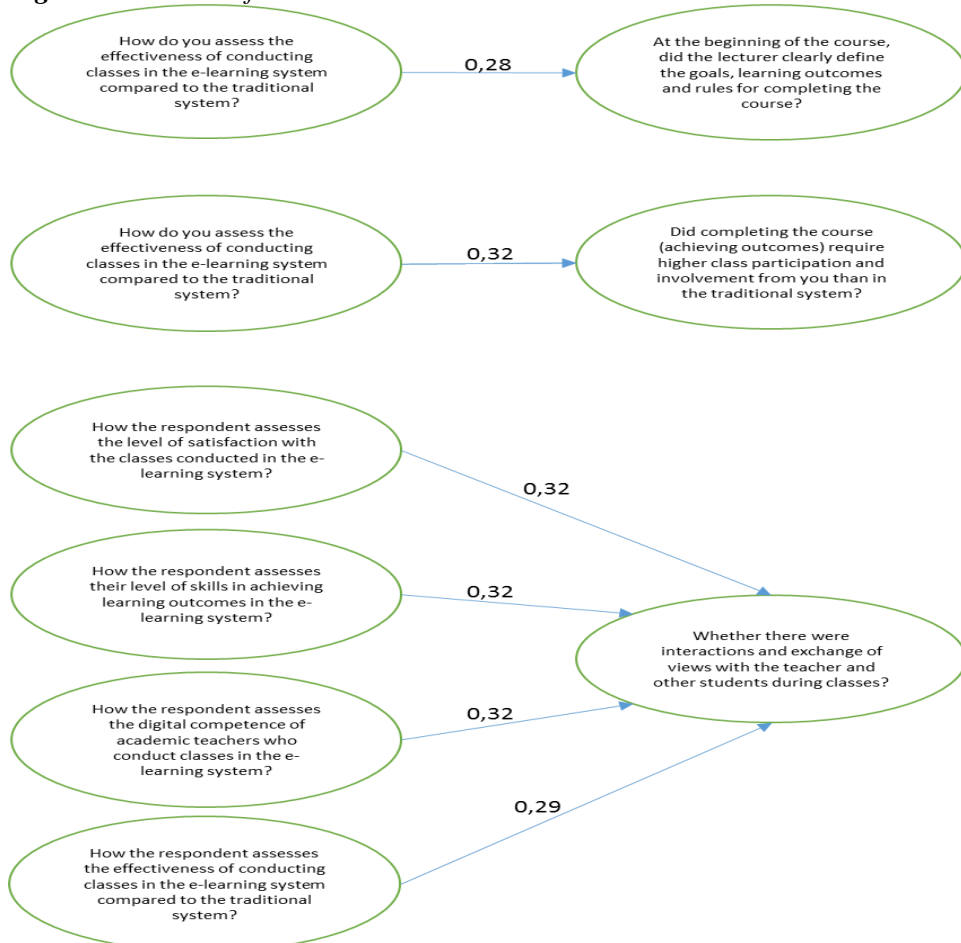 How do you assess the
effectiveness of conducting
classes in the e-learning system
compared to the traditional
system?
0,28
At the beginning of the course,
did the lecturer clearly define
the goals, learning outcomes
and rules for completing the
course?
How do you assess the
effectiveness of conducting
classes in the e-learning system
compared to the traditional
system?
0,32
Did completing the course
(achieving outcomes) require
higher class participation and
involvement from you than in
the traditional system?
How the respondent assesses
the level of satisfaction with
the classes conducted in the e-
learning system?
0,32
How the respondent assesses
their level of skills in achieving
learning outcomes in the e-
learning system?
0,32
Whether there were
interactions and exchange of
views with the teacher and
other students during classes?
How the respondent assesses
the digital competence of
academic teachers who
conduct classes in the e-
learning system?
0,32
0,29
How the respondent assesses
the effectiveness of conducting
classes in the e-learning system
compared to the traditional
system?